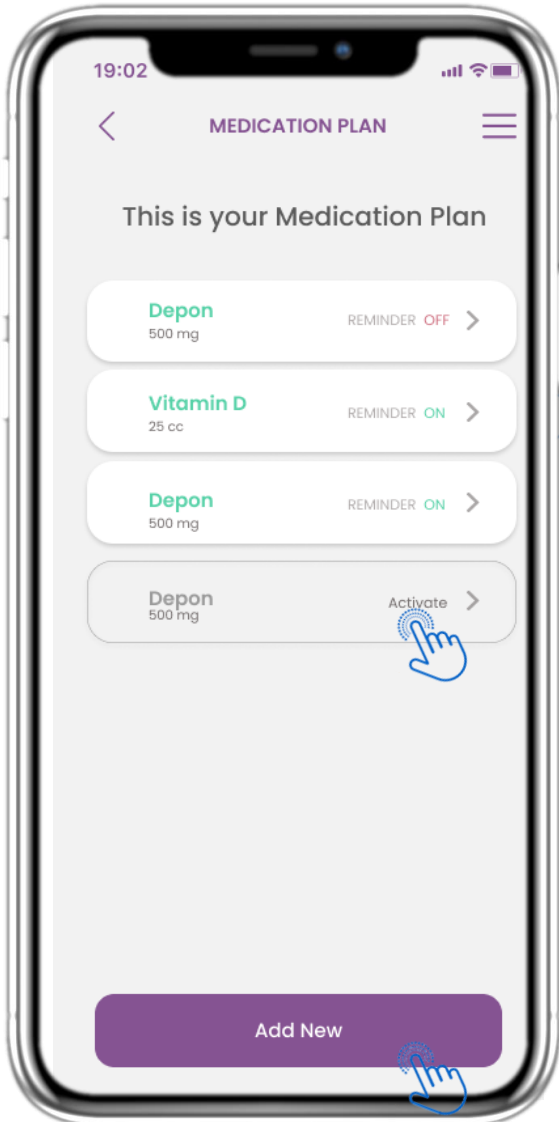 19:02
MEDICATION PLAN
This is your Medication Plan
Depon
500 mg
REMINDER OFF
Vitamin D
25 cc
REMINDER ON
Depon
500 mg
REMINDER ON
Depon
500 mg
Activate
Add New